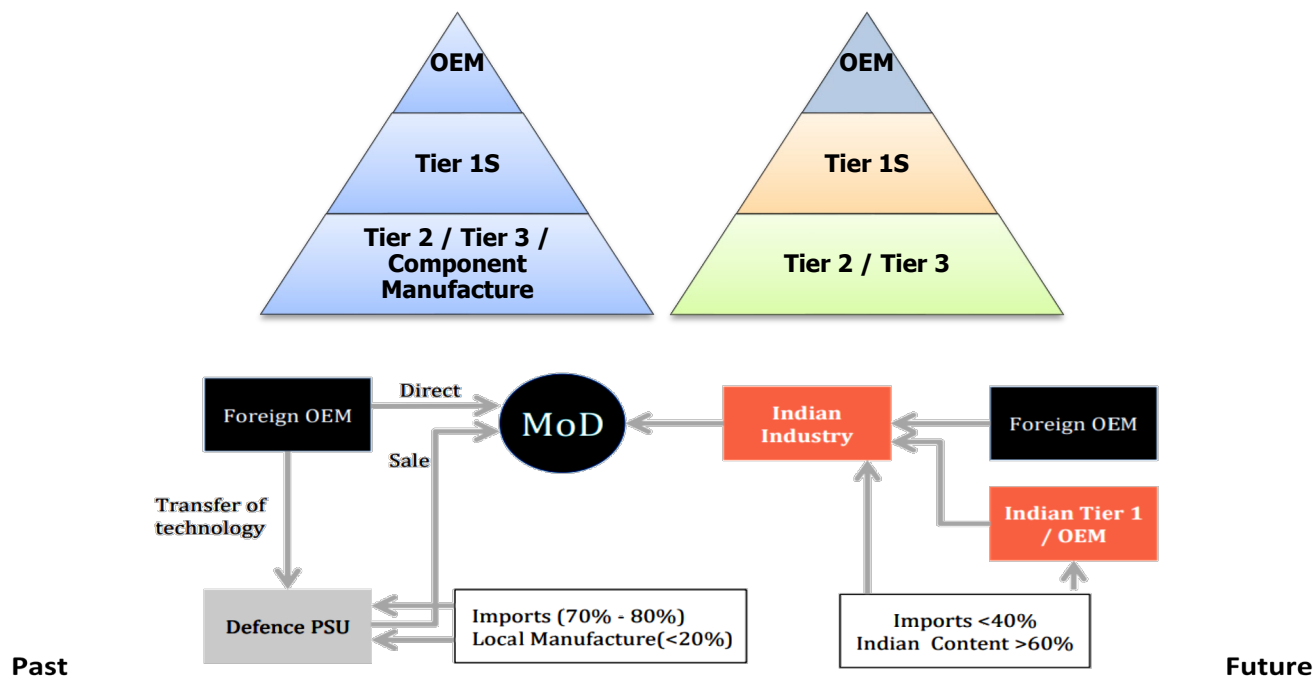 OEM
Tier 1S
Tier 2 / Tier 3 /
Component
Manufacture
OEM
Tier 1S
Tier 2 / Tier 3
Foreign OEM
Direct
MoD
Sale
Transfer of
technology
Defence PSU
Imports (70% - 80%)
Local Manufacture(<20%)
Indian
Industry
Foreign OEM
Indian Tier 1
/ OEM
Imports <40%
Indian Content >60%
Past
Future